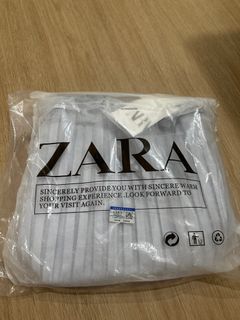 ZARA
SINCERELY PROVIDE YOU WITH SINCERE WARM
SHOPPING EXPERIENCE .LOOK FORWARD TO
YOUR VISIT AGAIN.